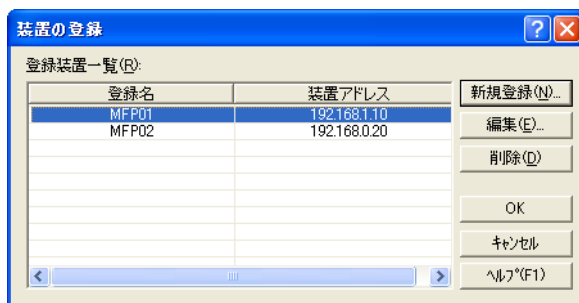 装置の登録
登録装置一覧(R):
登録名 装置アドレス
MFP01 192.168.1.10
MFP02 192.168.0.20
新規登録(N)...
編集(E)...
削除(D)
OK
キャンセル
ヘルプ(F1)